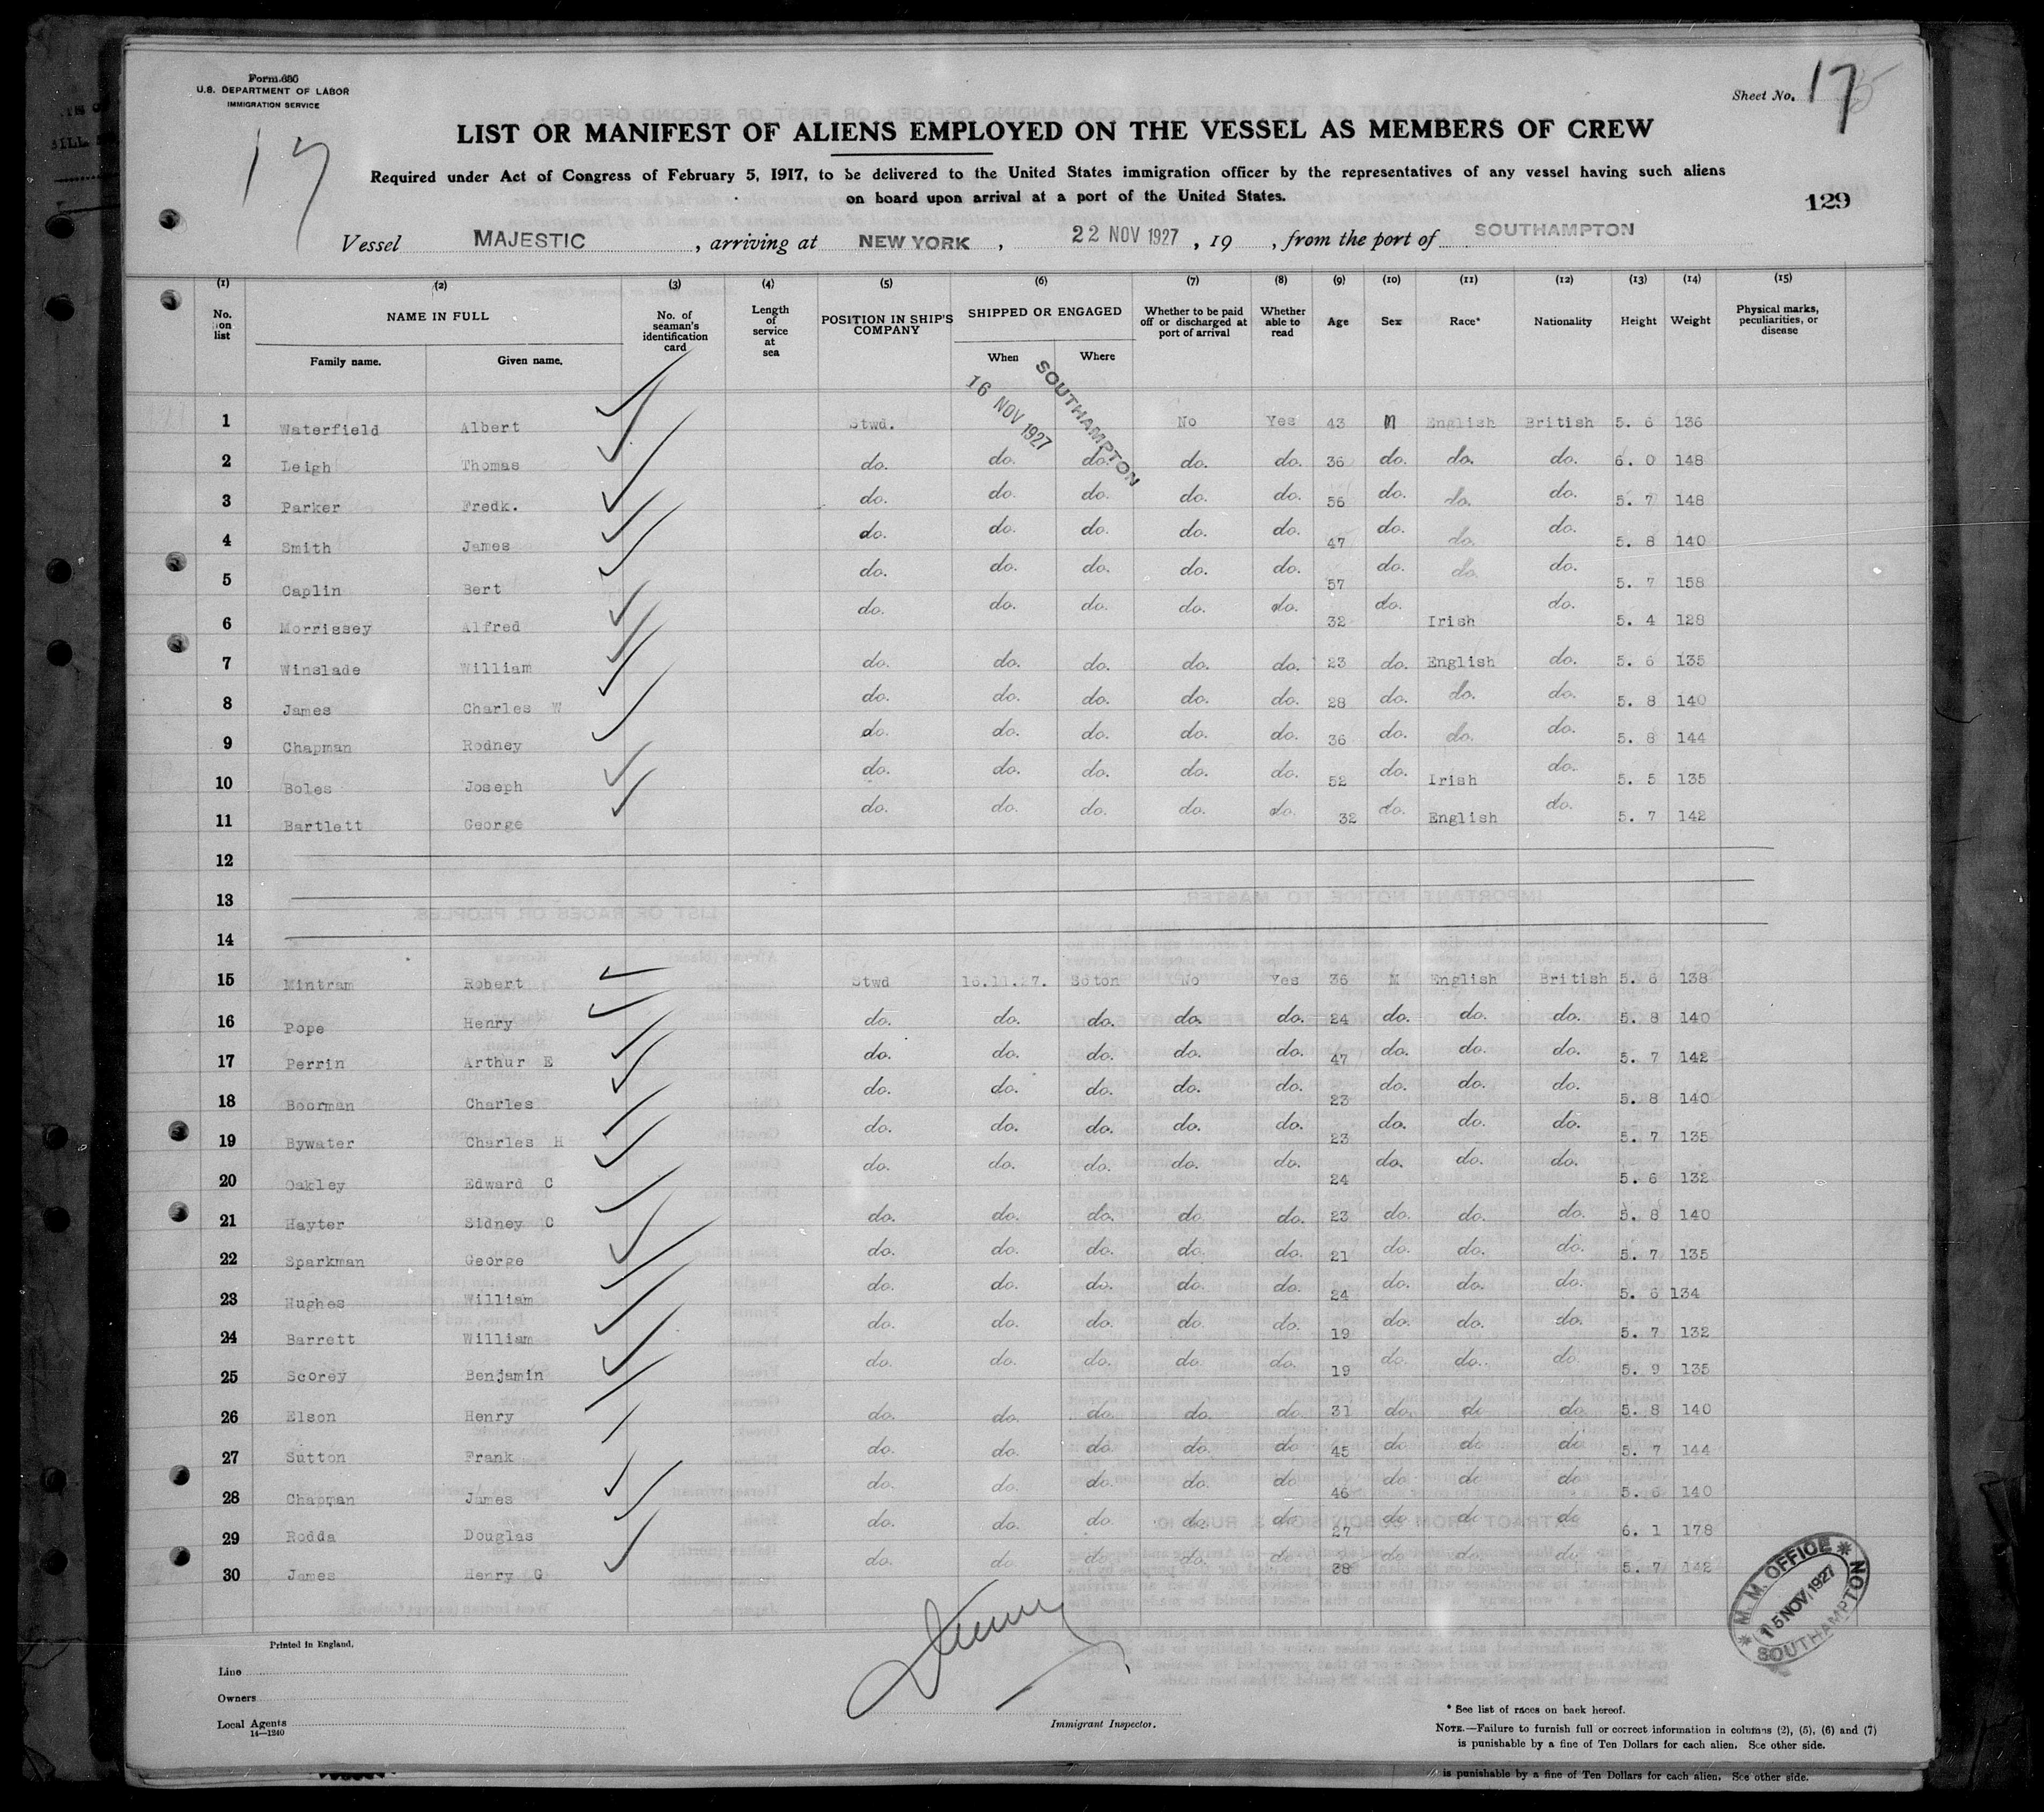 Form 686
U.S. DEPARTMENT OF LABOR
IMMIGRATION SERVICE
Sheet No. 17
17
LIST OR MANIFEST OF ALIENS EMPLOYED ON THE VESSEL AS MEMBERS OF CREW
Required under Act of Congress of February 5, 1917, to be delivered to the United States immigration officer by the representatives of any vessel having such aliens
on board upon arrival at a port of the United States.
129
Vessel MAJESTIC, arriving at NEW YORK, 22 NOV 1927, 19 , from the port of SOUTHAMPTON
(1) (2) (3) (4) (5) (6) (7) (8) (9) (10) (11) (12) (13) (14) (15)
No. on list NAME IN FULL Family name. Given name. No. of seaman's identification card Length of service at sea POSITION IN SHIP'S COMPANY SHIPPED OR ENGAGED When Where Whether to be paid off or discharged at port of arrival Whether able to read Age Sex Race* Nationality Height Weight Physical marks, peculiarities, or disease
16 NOV 1927 SOUTHAMPTON
1 Waterfield Albert Stwd. No Yes 43 M English British 5. 6 136
2 Leigh Thomas do. do. do. do. do. 36 do. do. do. 6. 0 148
3 Parker Fredk. do. do. do. do. do. 56 do. do. do. 5. 7 148
4 Smith James do. do. do. do. do. 47 do. do. do. 5. 8 140
5 Caplin Bert do. do. do. do. do. 57 do. do. do. 5. 7 158
6 Morrissey Alfred do. do. do. do. do. 32 do. Irish do. 5. 4 128
7 Winslade William do. do. do. do. do. 23 do. English do. 5. 6 135
8 James Charles W do. do. do. do. do. 28 do. do. do. 5. 8 140
9 Chapman Rodney do. do. do. do. do. 36 do. do. do. 5. 8 144
10 Boles Joseph do. do. do. do. do. 52 do. Irish do. 5. 5 135
11 Bartlett George do. do. do. do. do. 32 do. English do. 5. 7 142
12
13
14
15 Mintram Robert Stwd 16.11.27. Soton No Yes 36 M English British 5. 6 138
16 Pope Henry do. do. do. do. do. 24 do. do. do. 5. 8 140
17 Perrin Arthur E do. do. do. do. do. 47 do. do. do. 5. 7 142
18 Boorman Charles do. do. do. do. do. 23 do. do. do. 5. 8 140
19 Bywater Charles H do. do. do. do. do. 23 do. do. do. 5. 7 135
20 Oakley Edward C do. do. do. do. do. 24 do. do. do. 5. 6 132
21 Hayter Sidney C do. do. do. do. do. 23 do. do. do. 5. 8 140
22 Sparkman George do. do. do. do. do. 21 do. do. do. 5. 7 135
23 Hughes William do. do. do. do. do. 24 do. do. do. 5. 6 134
24 Barrett William do. do. do. do. do. 19 do. do. do. 5. 7 132
25 Scorey Benjamin do. do. do. do. do. 19 do. do. do. 5. 9 135
26 Elson Henry do. do. do. do. do 31 do. do do. 5. 8 140
27 Sutton Frank do. do. do. do. do 45 do do do 5. 7 144
28 Chapman James do. do. do. do. do 46 do do do 5. 6 140
29 Rodda Douglas do. do. do. do. do 27 do do do 6. 1 178
30 James Henry G do. do. do. do. do 38 do do. do. 5. 7 142
M. M. OFFICE 15 NOV 1927 SOUTHAMPTON
Printed in England.
Line
Owners
Local Agents
14—1240
Immigrant Inspector.
* See list of races on back hereof.
NOTE.—Failure to furnish full or correct information in columns (2), (5), (6) and (7)
is punishable by a fine of Ten Dollars for each alien. See other side.
is punishable by a fine of Ten Dollars for each alien. See other side.